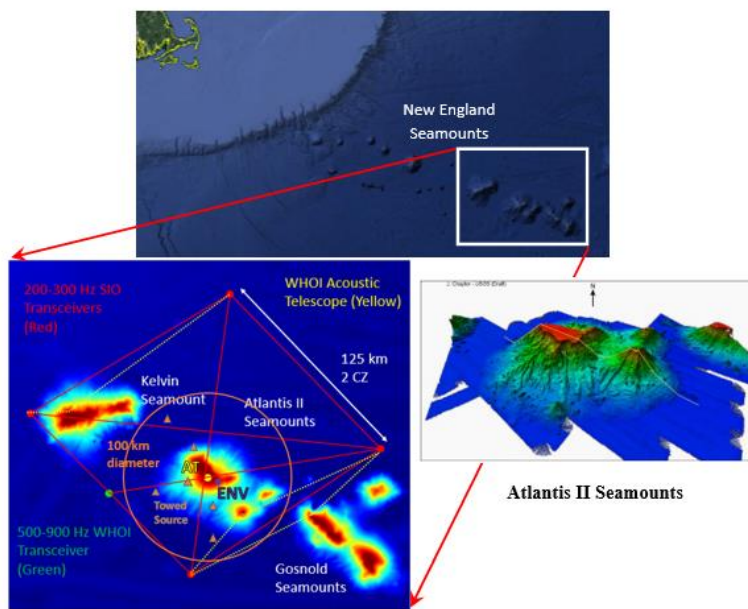 New England
Seamounts
200-300 Hz SIO
Transceivers
(Red)
WHOI Acoustic
Telescope (Yellow)
125 km
2 CZ
Kelvin
Seamount
Atlantis II
Seamounts
100 km
diameter
AT
ENV
Towed
Source
500-900 Hz WHOI
Transceiver
(Green)
Gosnold
Seamounts
N
Atlantis II Seamounts